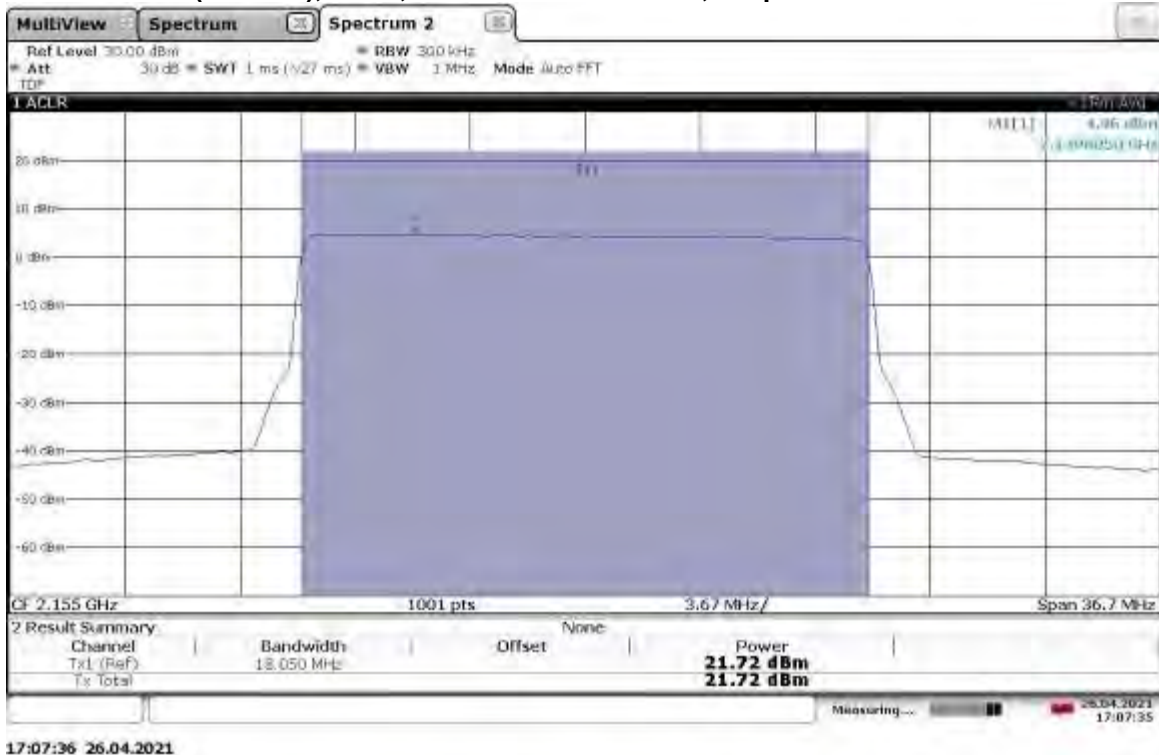 MultiView Spectrum Spectrum 2
Ref Level 30.00 dBm RBW 300 kHz
Att 30 dB SWT 1 ms (~27 ms) VBW 1 MHz Mode Auto FFT
TDF
1 ACLR 1Rm Avg
M1[1] 4.96 dBm
GHz
Tx1
20 dBm
10 dBm
0 dBm
-10 dBm
-20 dBm
-30 dBm
-40 dBm
-50 dBm
-60 dBm
CF 2.155 GHz 1001 pts 3.67 MHz/ Span 36.7 MHz
2 Result Summary None
Channel Bandwidth Offset Power
Tx1 (Ref) 18.050 MHz 21.72 dBm
Tx Total 21.72 dBm
Measuring... 26.04.2021
17:07:35
17:07:36 26.04.2021